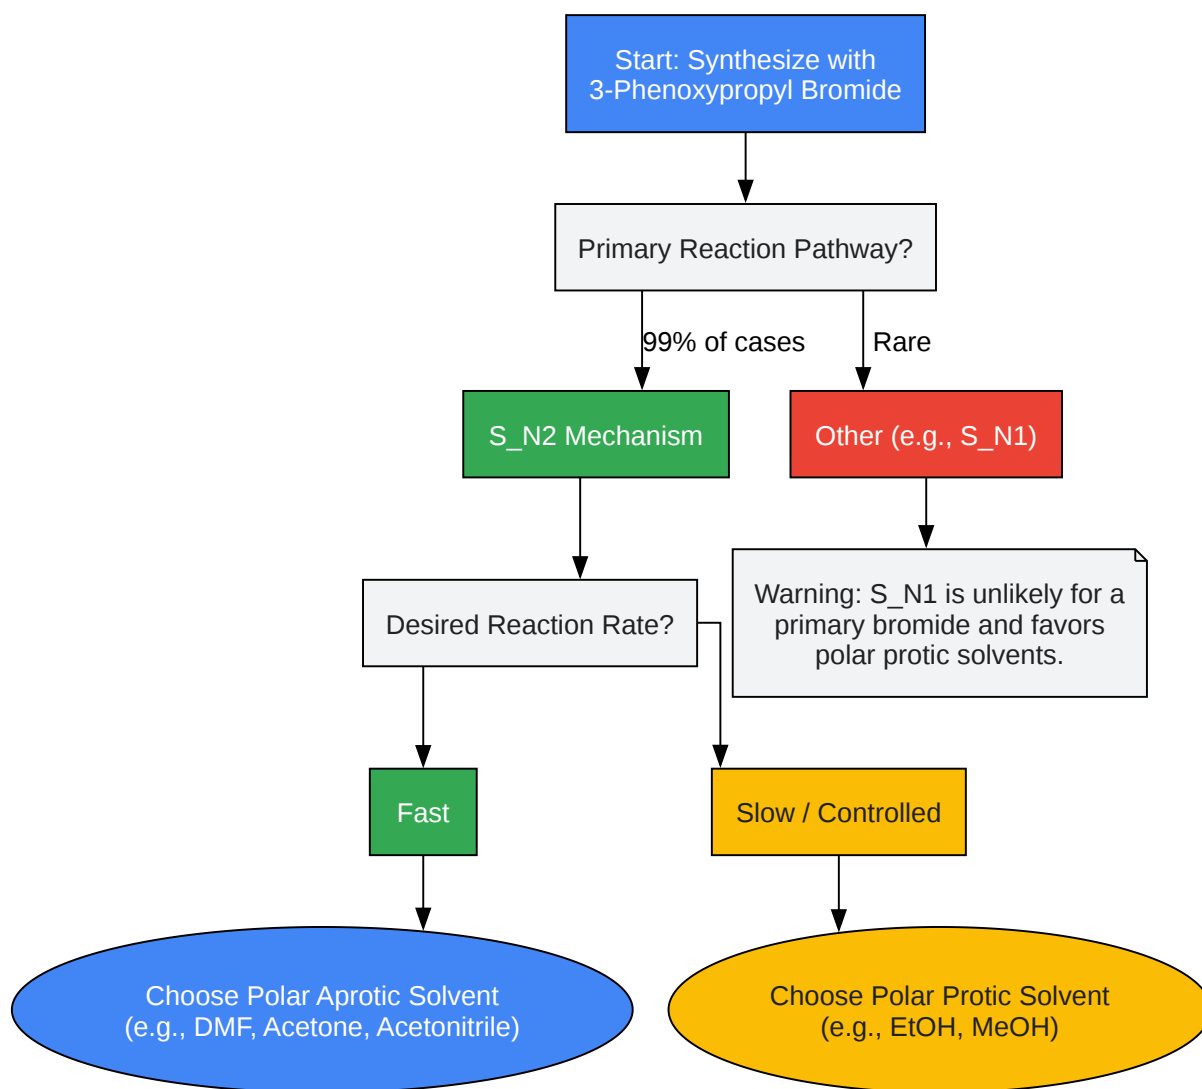 Start: Synthesize with
3-Phenoxypropyl Bromide
Primary Reaction Pathway?
99% of cases
Rare
S_N2 Mechanism
Other (e.g., S_N1)
Warning: S_N1 is unlikely for a
primary bromide and favors
polar protic solvents.
Desired Reaction Rate?
Fast
Slow / Controlled
Choose Polar Aprotic Solvent
(e.g., DMF, Acetone, Acetonitrile)
Choose Polar Protic Solvent
(e.g., EtOH, MeOH)